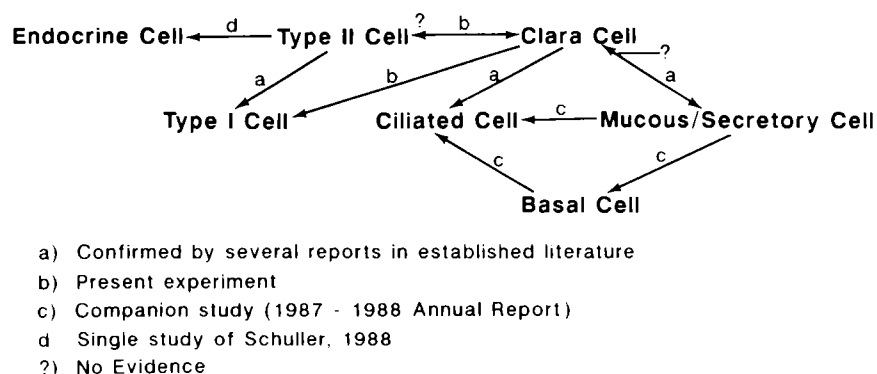 ?
Endocrine Cell d Type II Cell b Clara Cell
?
a b a a
Type I Cell Ciliated Cell c Mucous/Secretory Cell
c c
Basal Cell
a) Confirmed by several reports in established literature
b) Present experiment
c) Companion study (1987 - 1988 Annual Report)
d Single study of Schuller, 1988
?) No Evidence